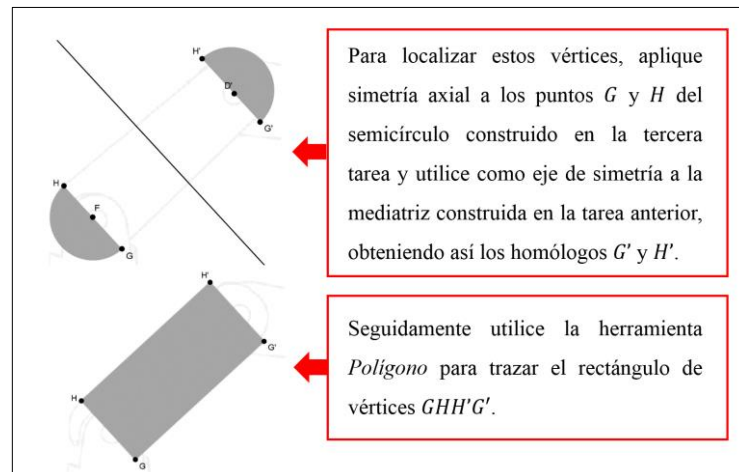 H'
D'
G'
H
F
G
Para localizar estos vértices, aplique
simetría axial a los puntos G y H del
semicírculo construido en la tercera
tarea y utilice como eje de simetría a la
mediatriz construida en la tarea anterior,
obteniendo así los homólogos G' y H'.
H'
G'
H
G
Seguidamente utilice la herramienta
Polígono para trazar el rectángulo de
vértices GHH'G'.